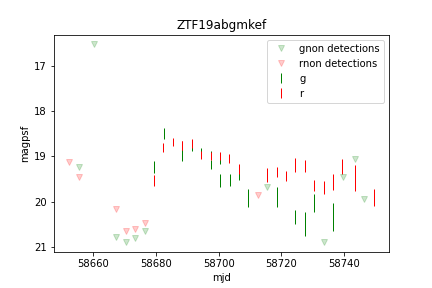 ZTF19abgmkef
gnon detections
rnon detections
g
r
17
18
19
20
21
magpsf
58660
58680
58700
58720
58740
mjd